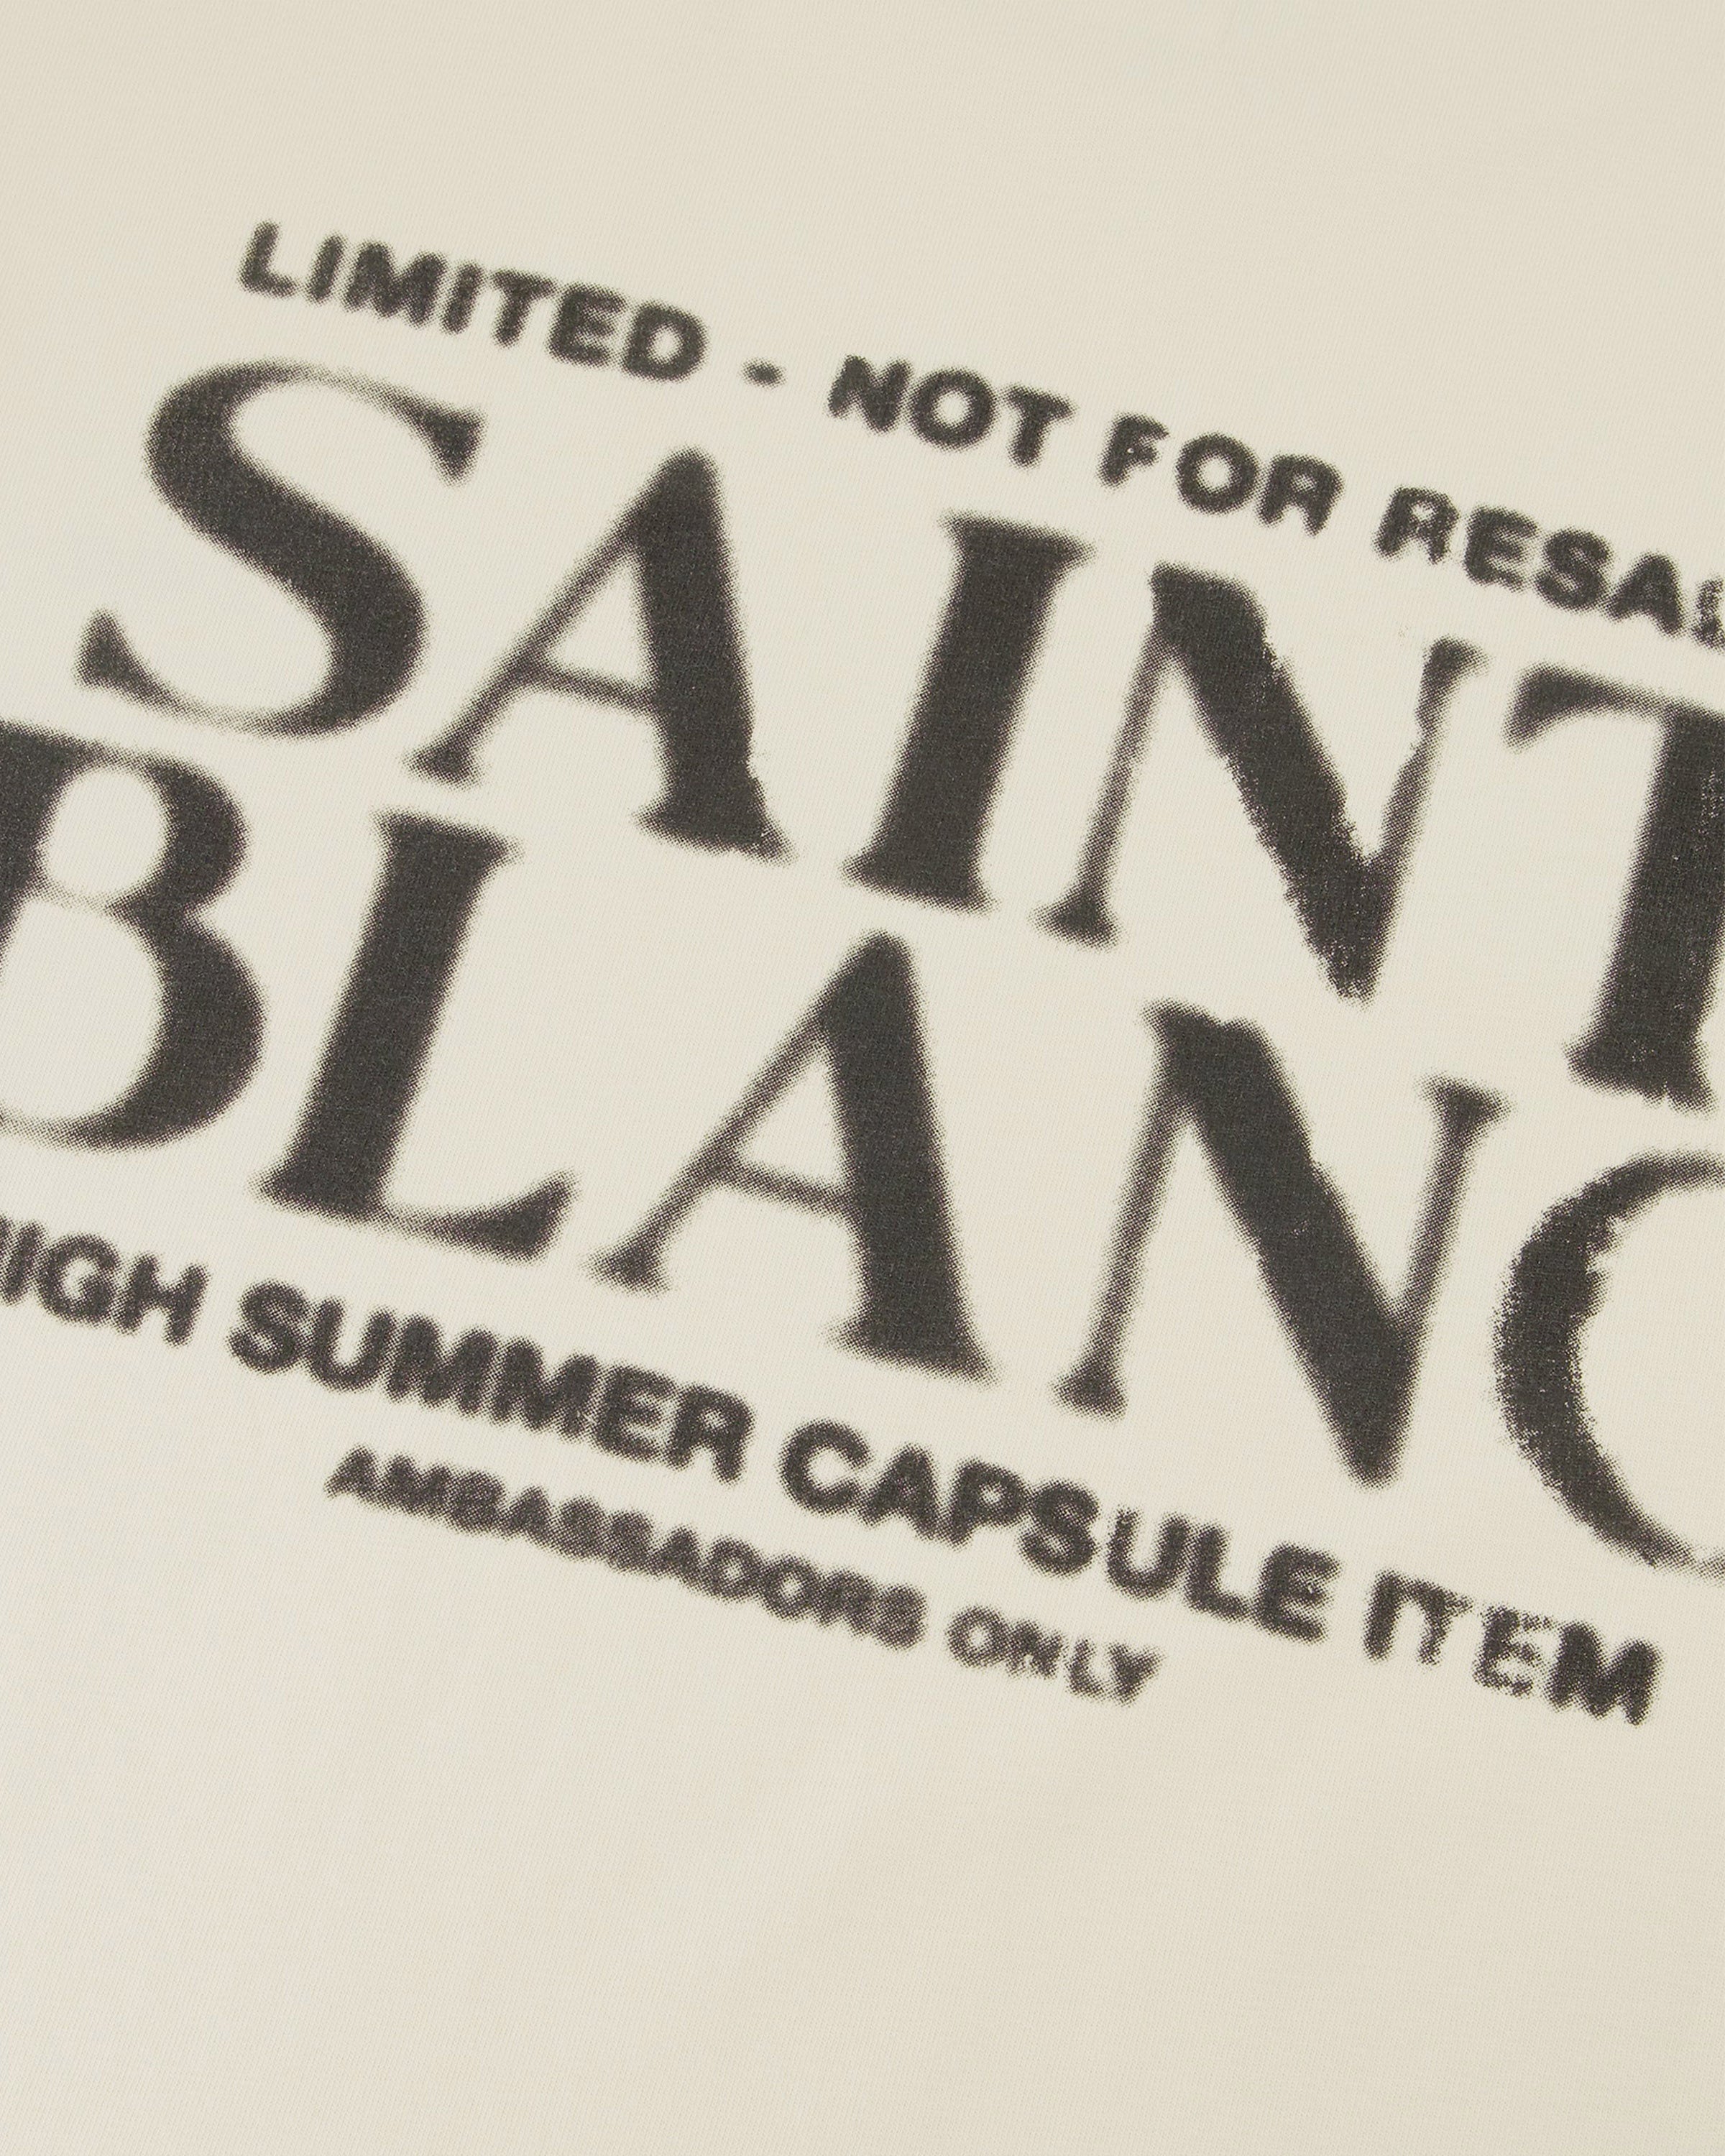 LIMITED - NOT FOR RESA
SAINT
BLANC
HIGH SUMMER CAPSULE ITEM
AMBASSADORS ONLY